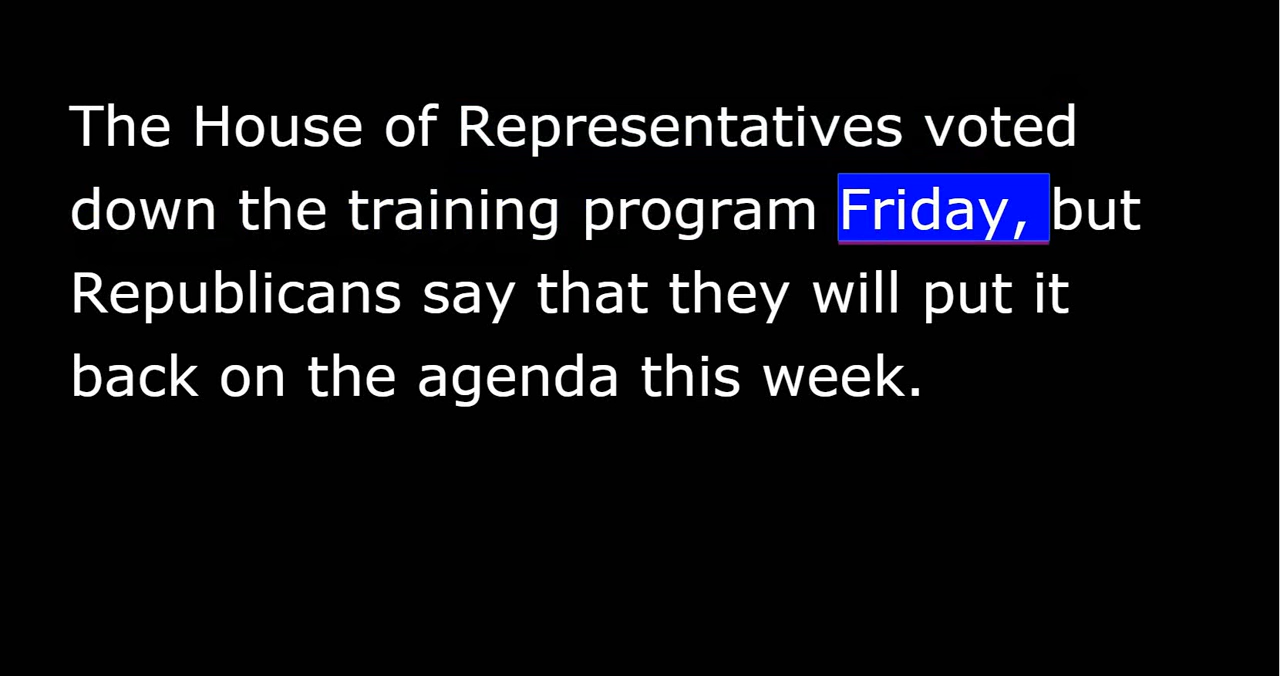 The House of Representatives voted
down the training program Friday, but
Republicans say that they will put it
back on the agenda this week.